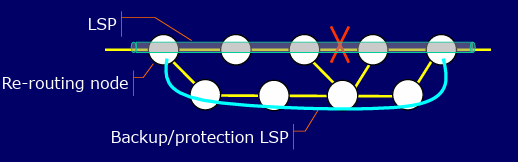 LSP
Re-routing node
Backup/protection LSP